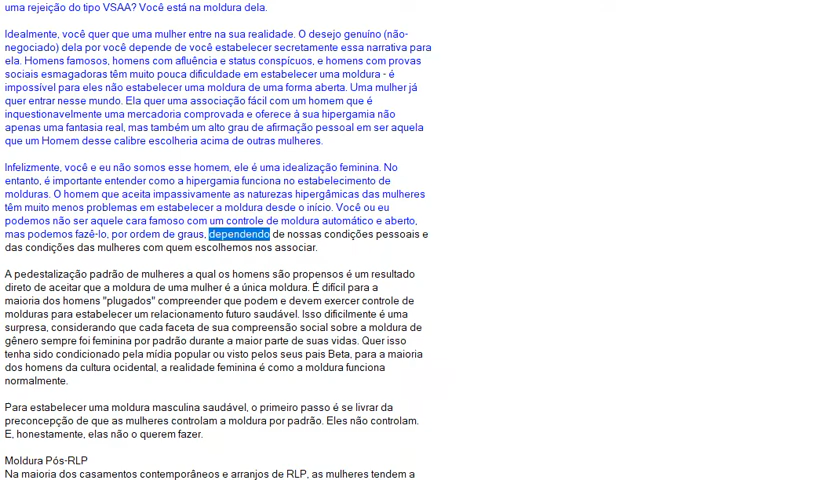 uma rejeição do tipo VSAA? Você está na moldura dela.
Idealmente, você quer que uma mulher entre na sua realidade. O desejo genuíno (não-
negociado) dela por você depende de você estabelecer secretamente essa narrativa para
ela. Homens famosos, homens com afluência e status conspícuos, e homens com provas
sociais esmagadoras têm muito pouca dificuldade em estabelecer uma moldura - é
impossível para eles não estabelecer uma moldura de uma forma aberta. Uma mulher já
quer entrar nesse mundo. Ela quer uma associação fácil com um homem que é
inquestionavelmente uma mercadoria comprovada e oferece à sua hipergamia não
apenas uma fantasia real, mas também um alto grau de afirmação pessoal em ser aquela
que um Homem desse calibre escolheria acima de outras mulheres.
Infelizmente, você e eu não somos esse homem, ele é uma idealização feminina. No
entanto, é importante entender como a hipergamia funciona no estabelecimento de
molduras. O homem que aceita impassivamente as naturezas hipergâmicas das mulheres
têm muito menos problemas em estabelecer a moldura desde o início. Você ou eu
podemos não ser aquele cara famoso com um controle de moldura automático e aberto,
mas podemos fazê-lo, por ordem de graus, dependendo de nossas condições pessoais e
das condições das mulheres com quem escolhemos nos associar.
A pedestalização padrão de mulheres a qual os homens são propensos é um resultado
direto de aceitar que a moldura de uma mulher é a única moldura. É difícil para a
maioria dos homens "plugados" compreender que podem e devem exercer controle de
molduras para estabelecer um relacionamento futuro saudável. Isso dificilmente é uma
surpresa, considerando que cada faceta de sua compreensão social sobre a moldura de
gênero sempre foi feminina por padrão durante a maior parte de suas vidas. Quer isso
tenha sido condicionado pela mídia popular ou visto pelos seus pais Beta, para a maioria
dos homens da cultura ocidental, a realidade feminina é como a moldura funciona
normalmente.
Para estabelecer uma moldura masculina saudável, o primeiro passo é se livrar da
preconcepção de que as mulheres controlam a moldura por padrão. Eles não controlam.
E, honestamente, elas não o querem fazer.
Moldura Pós-RLP
Na maioria dos casamentos contemporâneos e arranjos de RLP, as mulheres tendem a